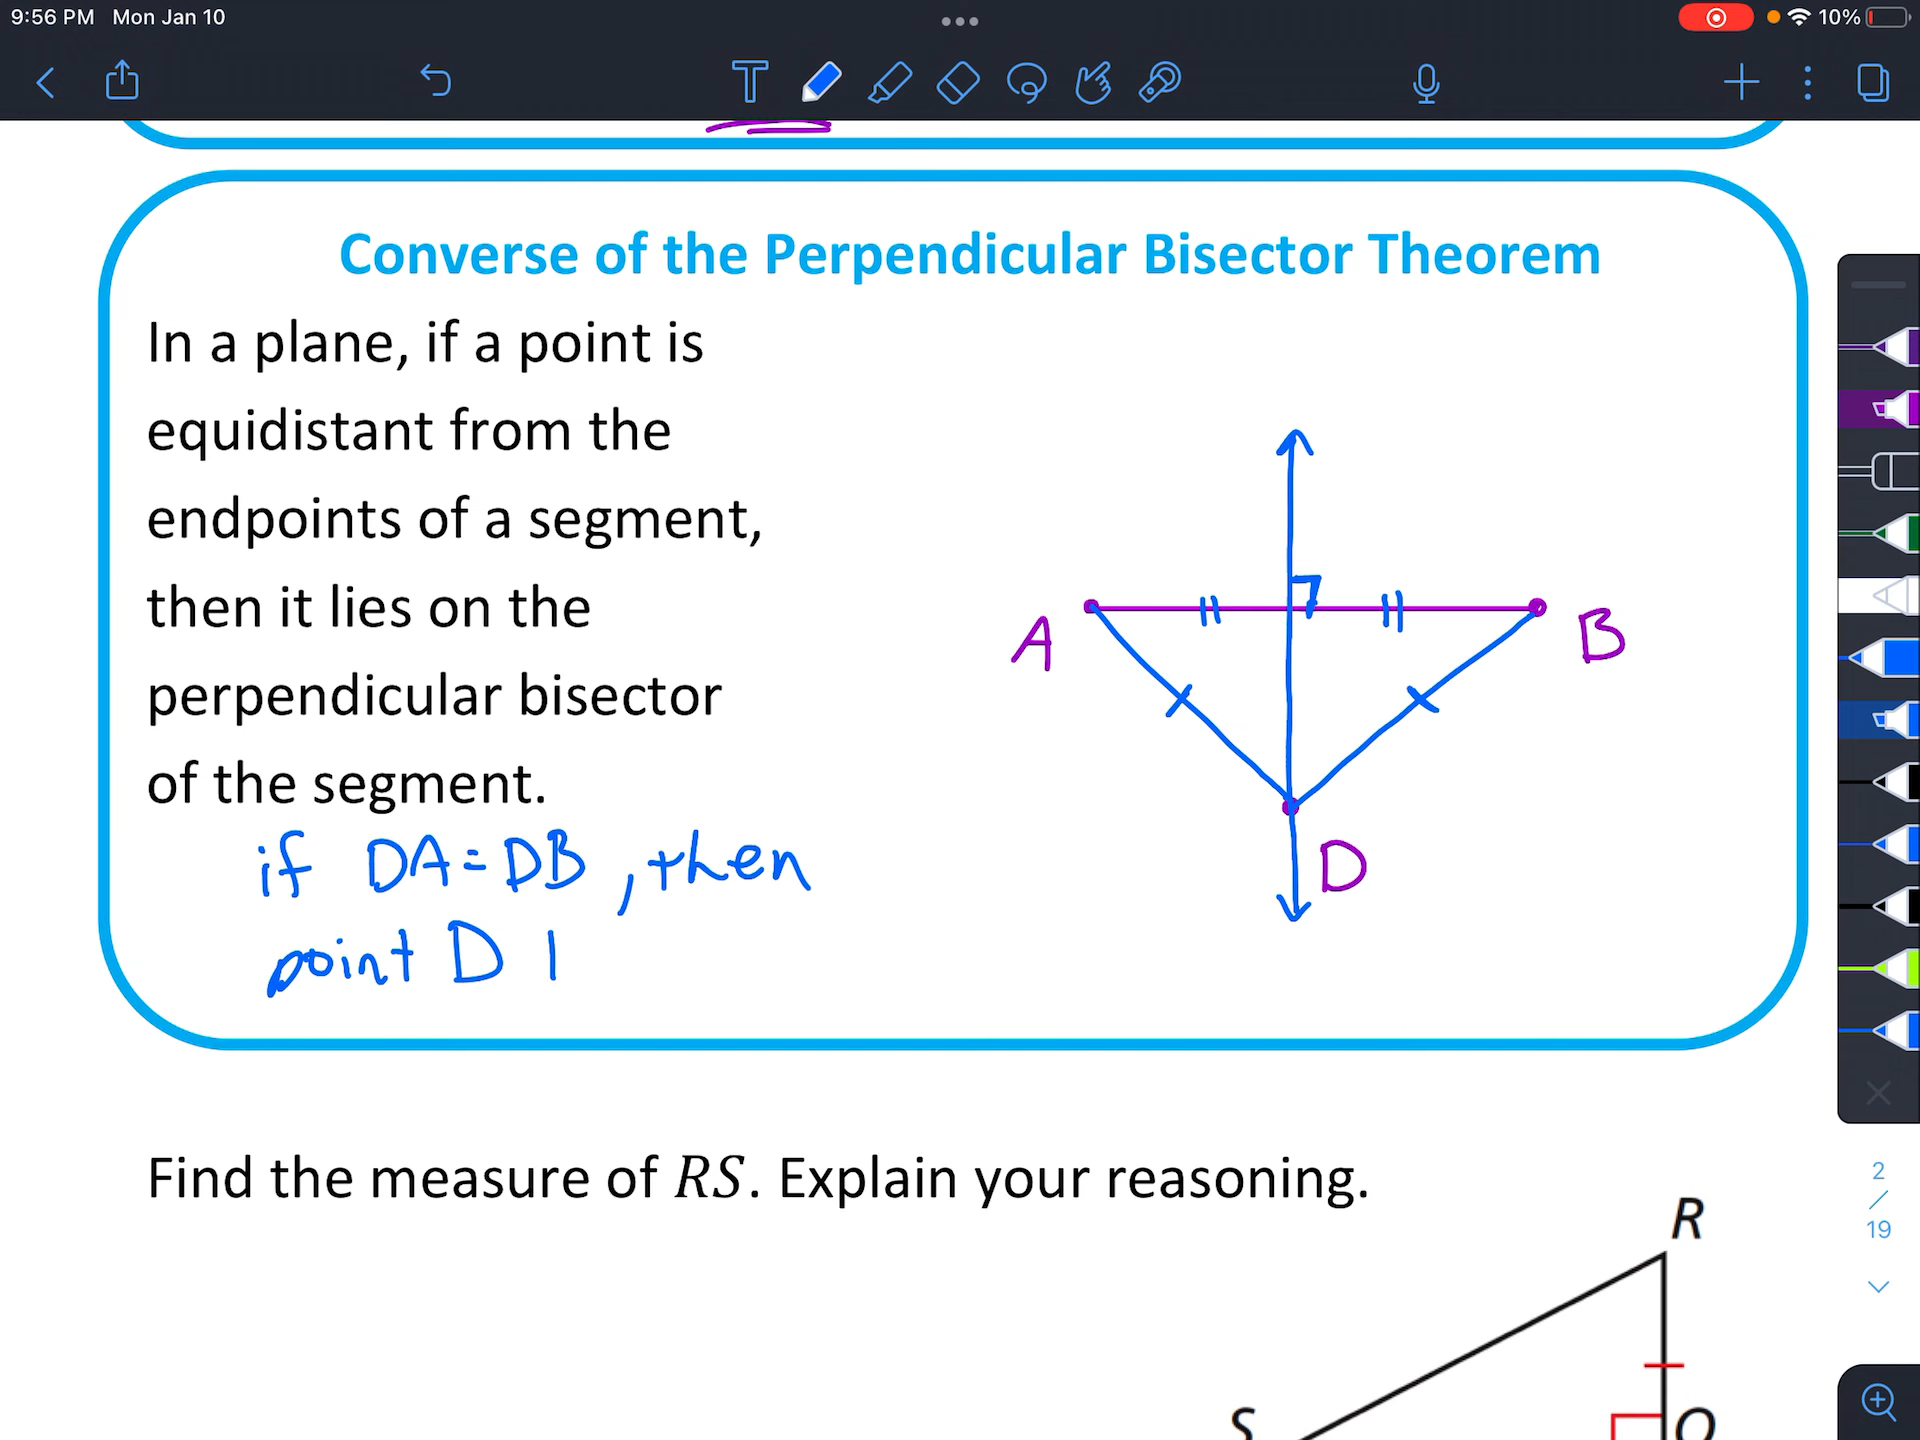 9:56 PM Mon Jan 10
10%
T
Converse of the Perpendicular Bisector Theorem
In a plane, if a point is
equidistant from the
endpoints of a segment,
then it lies on the
perpendicular bisector
of the segment.
if DA = DB , then
point D l
A
B
D
Find the measure of RS. Explain your reasoning.
2
/
19
R
S
Q